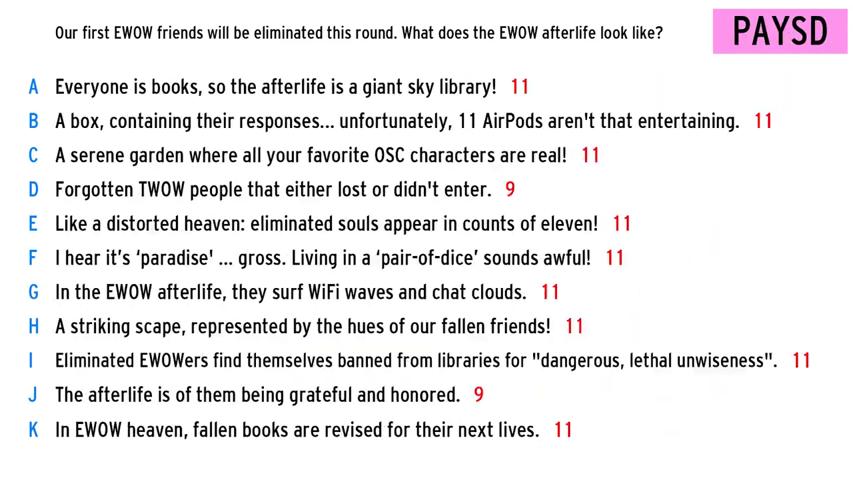 Our first EWOW friends will be eliminated this round. What does the EWOW afterlife look like?
PAYSD
A Everyone is books, so the afterlife is a giant sky library! 11
B A box, containing their responses... unfortunately, 11 AirPods aren't that entertaining. 11
C A serene garden where all your favorite OSC characters are real! 11
D Forgotten TWOW people that either lost or didn't enter. 9
E Like a distorted heaven: eliminated souls appear in counts of eleven! 11
F I hear it’s ‘paradise' ... gross. Living in a ‘pair-of-dice’ sounds awful! 11
G In the EWOW afterlife, they surf WiFi waves and chat clouds. 11
H A striking scape, represented by the hues of our fallen friends! 11
I Eliminated EWOWers find themselves banned from libraries for "dangerous, lethal unwiseness". 11
J The afterlife is of them being grateful and honored. 9
K In EWOW heaven, fallen books are revised for their next lives. 11